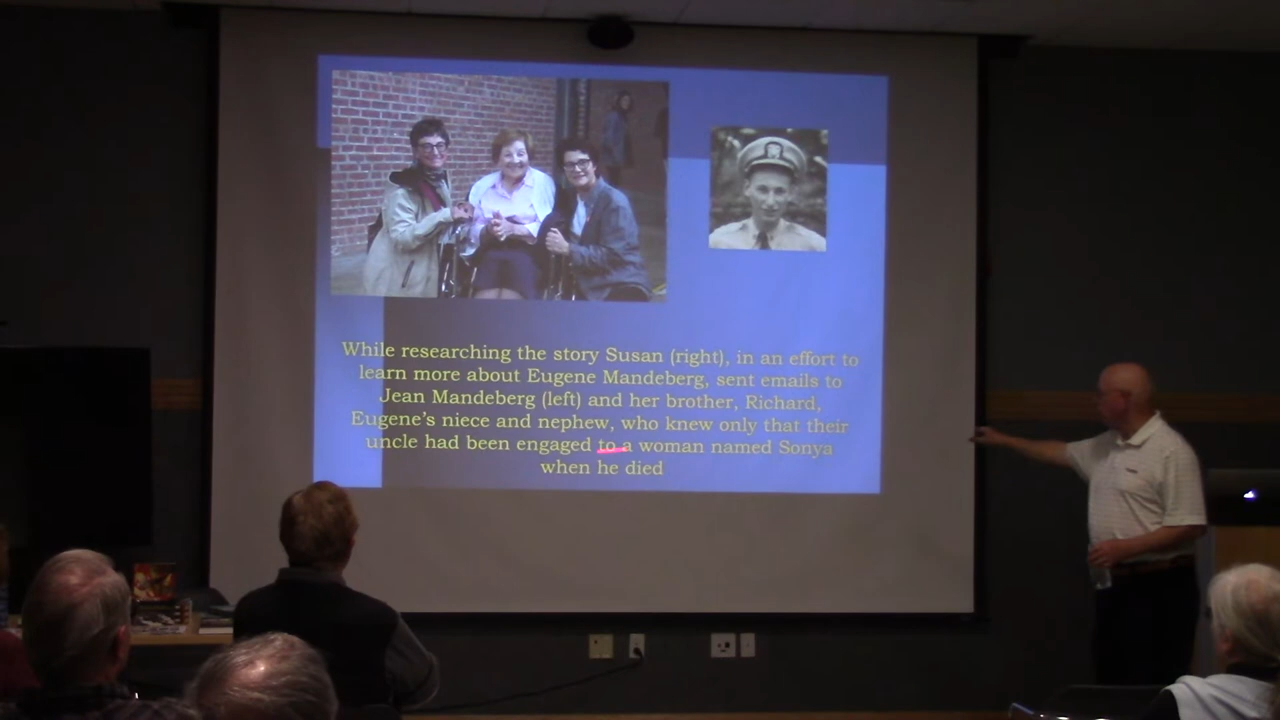 While researching the story Susan (right), in an effort to
learn more about Eugene Mandeberg, sent emails to
Jean Mandeberg (left) and her brother, Richard,
Eugene's niece and nephew, who knew only that their
uncle had been engaged to a woman named Sonya
when he died